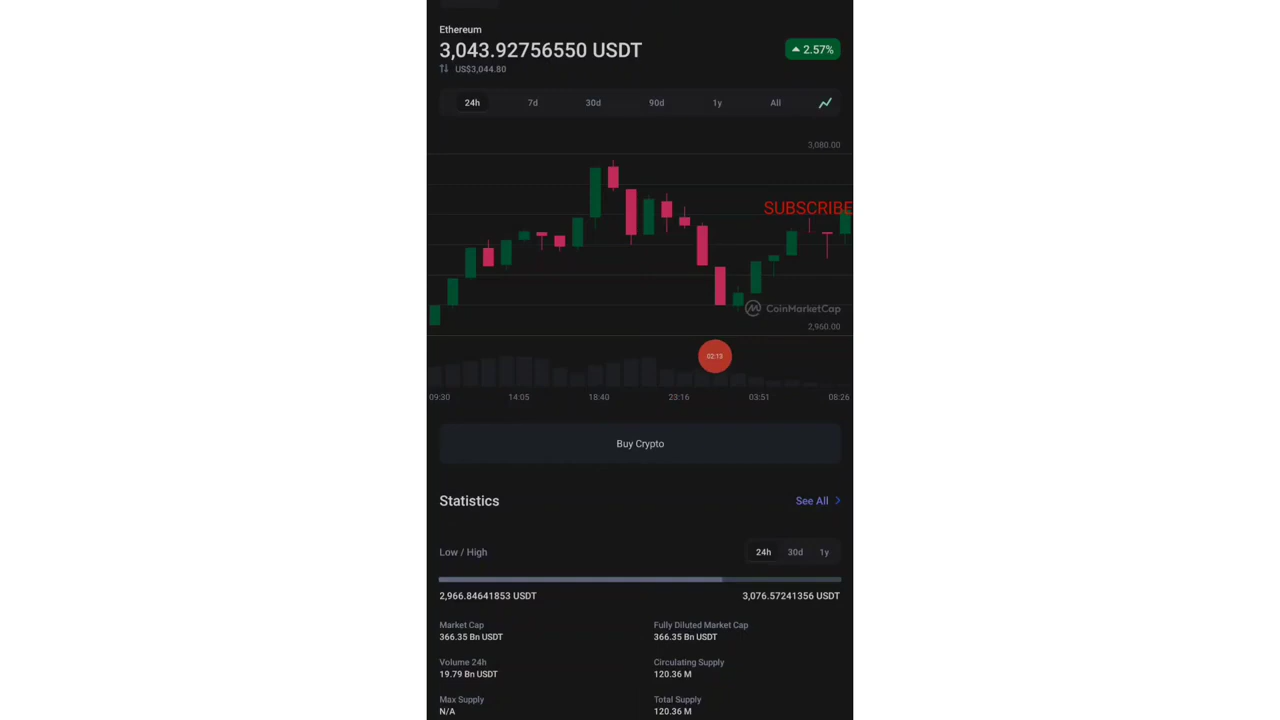 Ethereum
3,043.92756550 USDT
2.57%
US$3,044.80
24h 7d 30d 90d 1y All
3,080.00
SUBSCRIBE
CoinMarketCap
2,960.00
02:13
09:30 14:05 18:40 23:16 03:51 08:26
Buy Crypto
Statistics See All
Low / High 24h 30d 1y
2,966.84641853 USDT 3,076.57241356 USDT
Market Cap Fully Diluted Market Cap
366.35 Bn USDT 366.35 Bn USDT
Volume 24h Circulating Supply
19.79 Bn USDT 120.36 M
Max Supply Total Supply
N/A 120.36 M